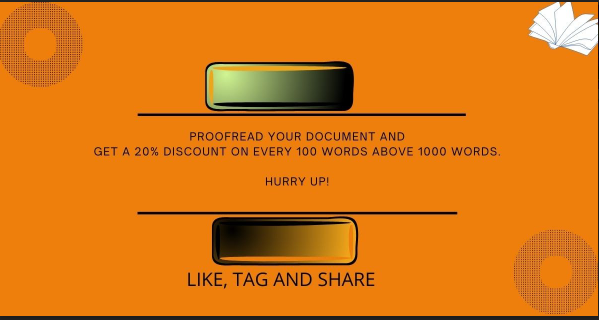 PROOFREAD YOUR DOCUMENT AND
GET A 20% DISCOUNT ON EVERY 100 WORDS ABOVE 1000 WORDS.
HURRY UP!
LIKE, TAG AND SHARE